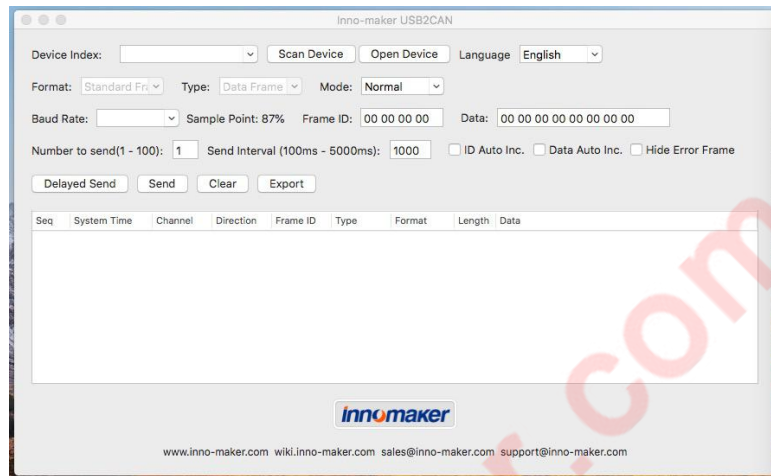 Inno-maker USB2CAN
Device Index: Scan Device Open Device Language English
Format: Standard Fr Type: Data Frame Mode: Normal
Baud Rate: Sample Point: 87% Frame ID: 00 00 00 00 Data: 00 00 00 00 00 00 00 00
Number to send(1 - 100): 1 Send Interval (100ms - 5000ms): 1000 ID Auto Inc. Data Auto Inc. Hide Error Frame
Delayed Send Send Clear Export
Seq System Time Channel Direction Frame ID Type Format Length Data
innomaker
www.inno-maker.com wiki.inno-maker.com sales@inno-maker.com support@inno-maker.com
r.com